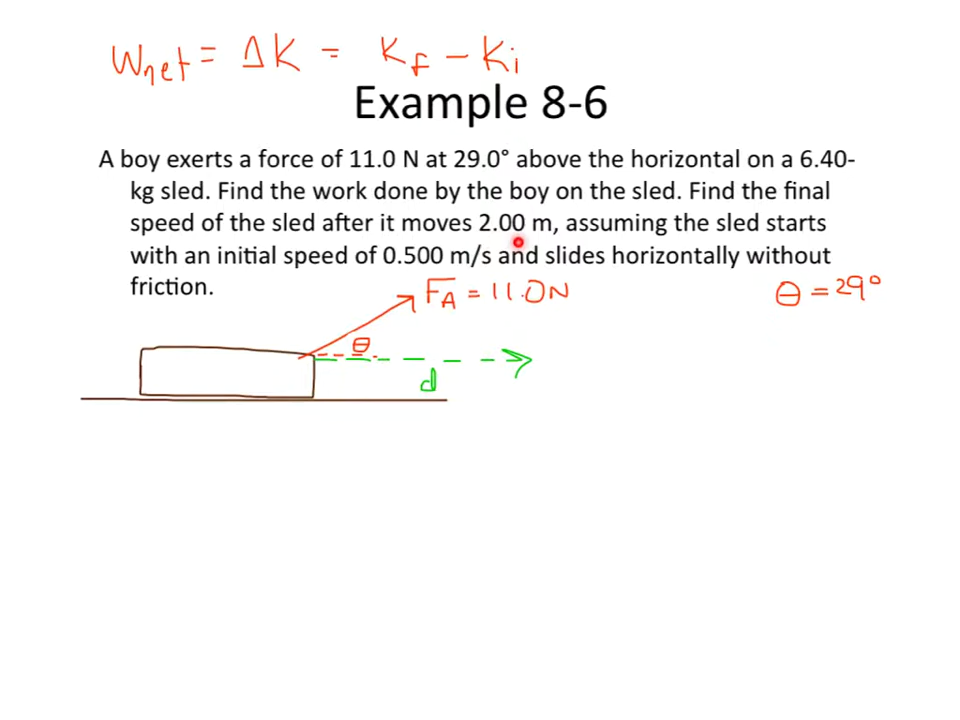 Wnet = ΔK = Kf - Ki
Example 8-6
A boy exerts a force of 11.0 N at 29.0° above the horizontal on a 6.40-
kg sled. Find the work done by the boy on the sled. Find the final
speed of the sled after it moves 2.00 m, assuming the sled starts
with an initial speed of 0.500 m/s and slides horizontally without
friction.
FA = 11.0N
θ = 29°
θ
d